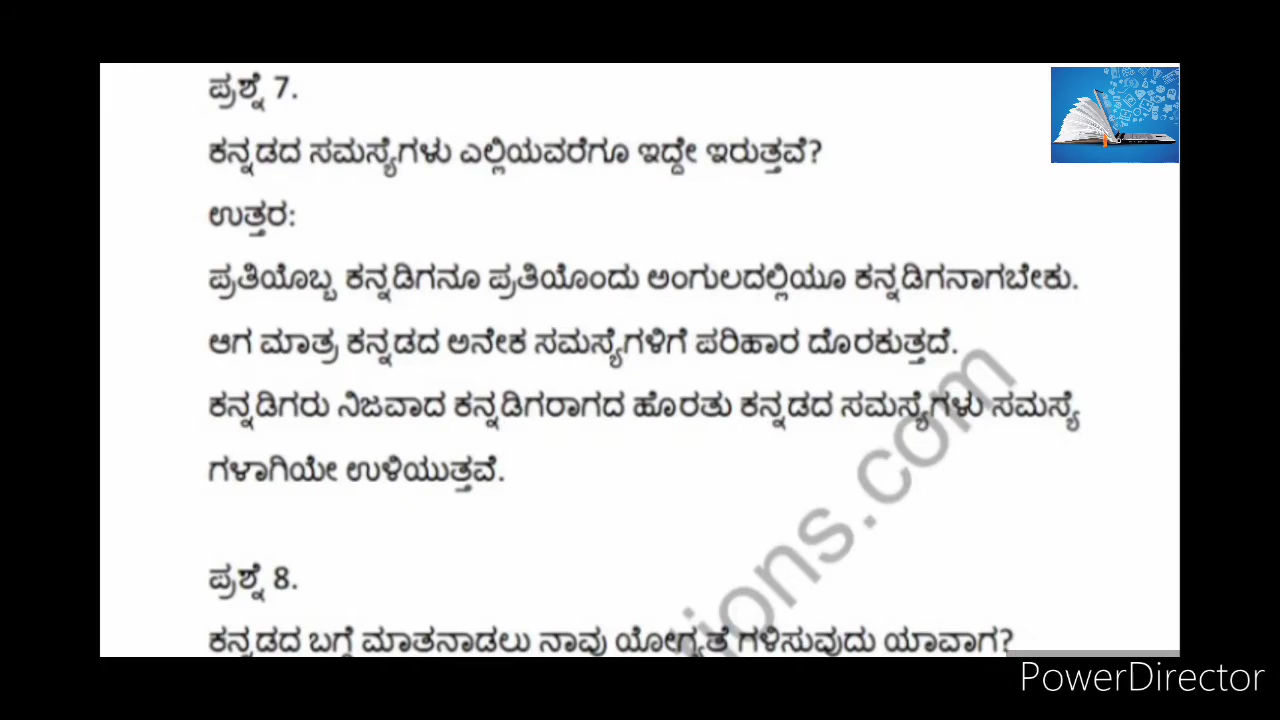 ಪ್ರಶ್ನೆ 7.
ಕನ್ನಡದ ಸಮಸ್ಯೆಗಳು ಎಲ್ಲಿಯವರೆಗೂ ಇದ್ದೇ ಇರುತ್ತವೆ?
ಉತ್ತರ:
ಪ್ರತಿಯೊಬ್ಬ ಕನ್ನಡಿಗನೂ ಪ್ರತಿಯೊಂದು ಅಂಗುಲದಲ್ಲಿಯೂ ಕನ್ನಡಿಗನಾಗಬೇಕು.
ಆಗ ಮಾತ್ರ ಕನ್ನಡದ ಅನೇಕ ಸಮಸ್ಯೆಗಳಿಗೆ ಪರಿಹಾರ ದೊರಕುತ್ತದೆ.
ಕನ್ನಡಿಗರು ನಿಜವಾದ ಕನ್ನಡಿಗರಾಗದ ಹೊರತು ಕನ್ನಡದ ಸಮಸ್ಯೆಗಳು ಸಮಸ್ಯೆ
ಗಳಾಗಿಯೇ ಉಳಿಯುತ್ತವೆ.
ಪ್ರಶ್ನೆ 8.
ಕನ್ನಡದ ಬಗ್ಗೆ ಮಾತನಾಡಲು ನಾವು ಯೋಗ್ಯತೆ ಗಳಿಸುವುದು ಯಾವಾಗ?
PowerDirector